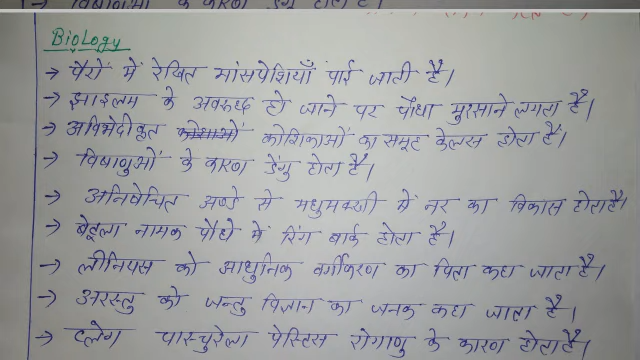 विषाणुओं के कारण डेंगु होता है।
Biology
→ पैरों में रेखित मांसपेशियाँ पाई जाती है।
→ झाइलम के अवरुध्द हो जाने पर पौधा मुरझाने लगता है।
→ अविभेदीकृत कोशिकाओं का समूह केलस होता है।
→ विषाणुओं के कारण डेंगु होता है।
→ अनिषेचित अण्डे से मधुमक्खी में नर का विकास होता है।
→ बेटूला नामक पौधे में रिंग बार्क होता है।
→ लीनियस को आधुनिक वर्गीकरण का पिता कहा जाता है।
→ अरस्तु को जन्तु विज्ञान का जनक कहा जाता है।
→ प्लेग पास्चुरेला पेस्टिस रोगाणु के कारण होता है।